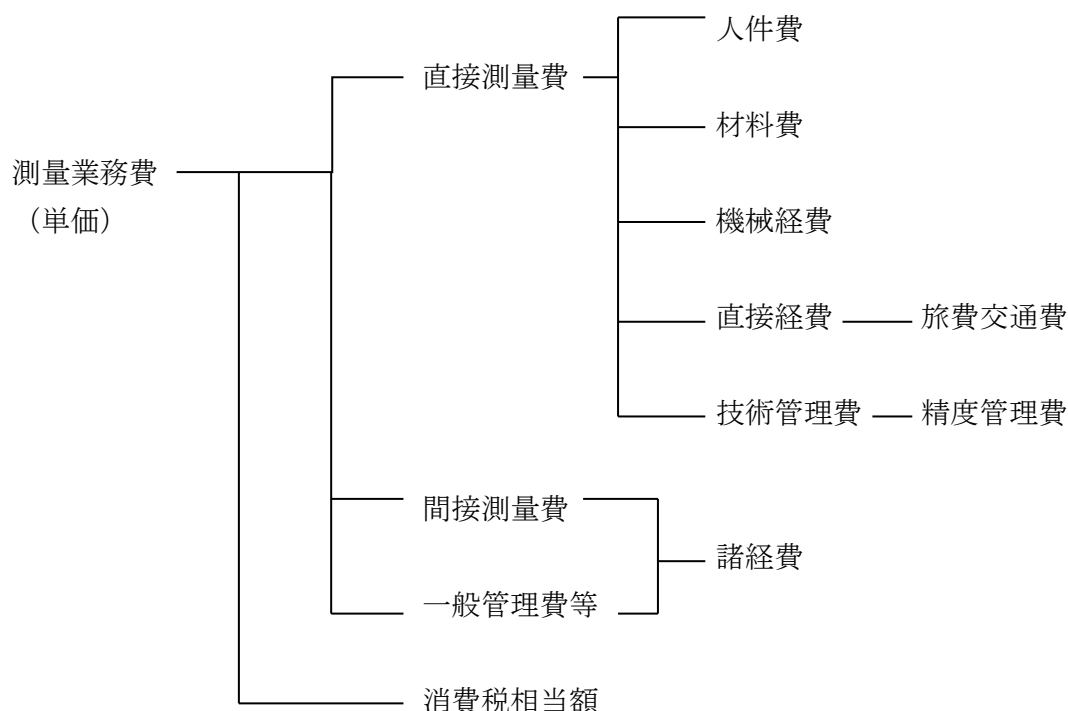 人件費
直接測量費
材料費
測量業務費
（単価）
機械経費
直接経費 旅費交通費
技術管理費 精度管理費
間接測量費
諸経費
一般管理費等
消費税相当額